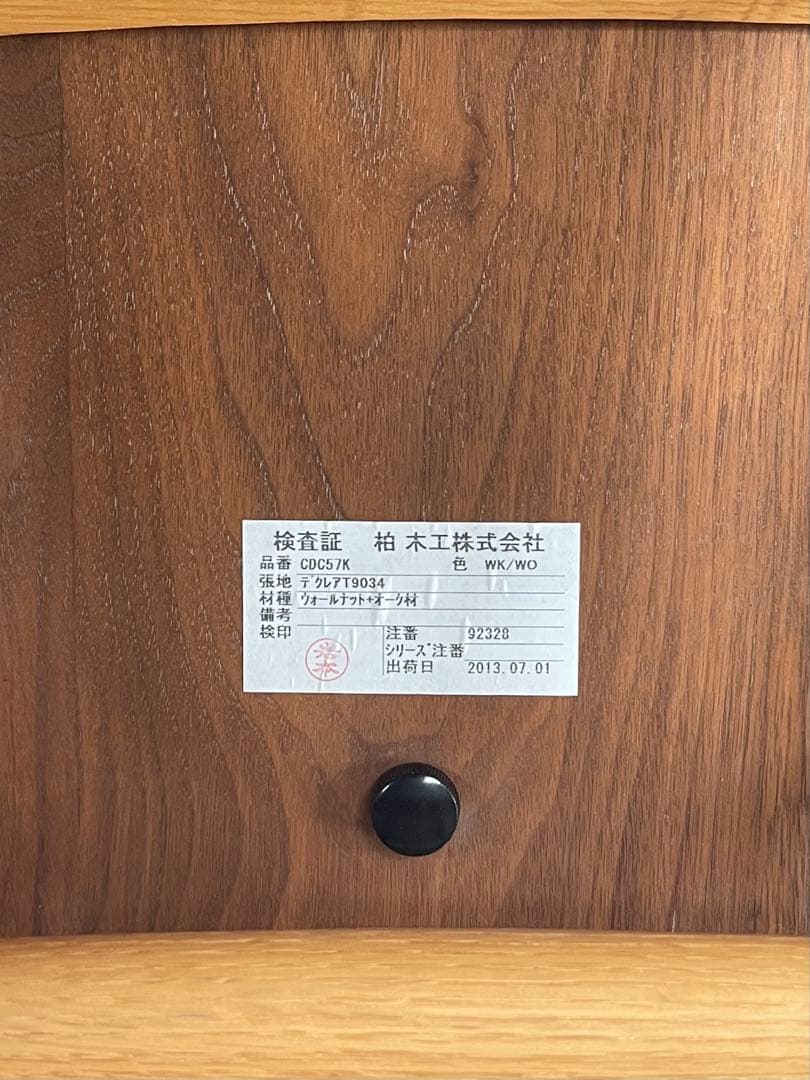 検査証 柏木工株式会社
品番 CDC57K 色 WK/WO
張地 デクレアT9034
材種 ウォールナット+オーク材
備考
検印 注番 92328
岩本
シリーズ注番
出荷日 2013.07.01